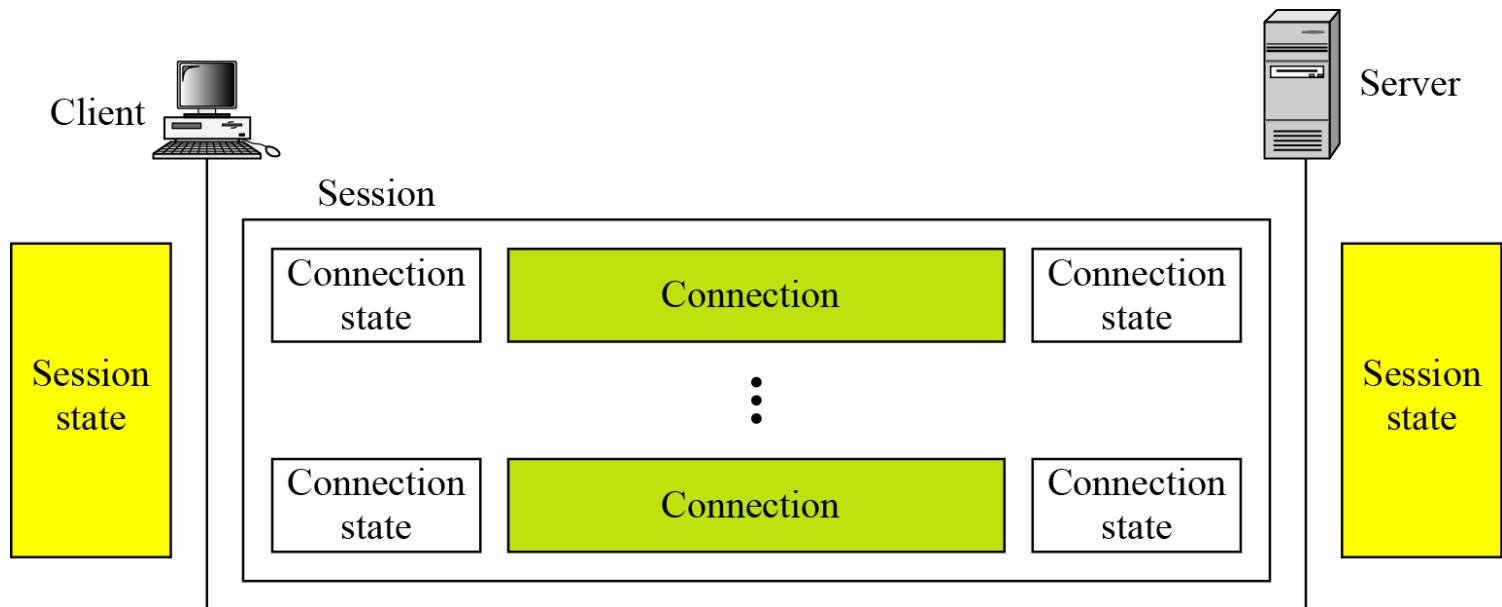 Client
Server
Session
Connection
state
Connection
Connection
state
Session
state
Session
state
Connection
state
Connection
Connection
state